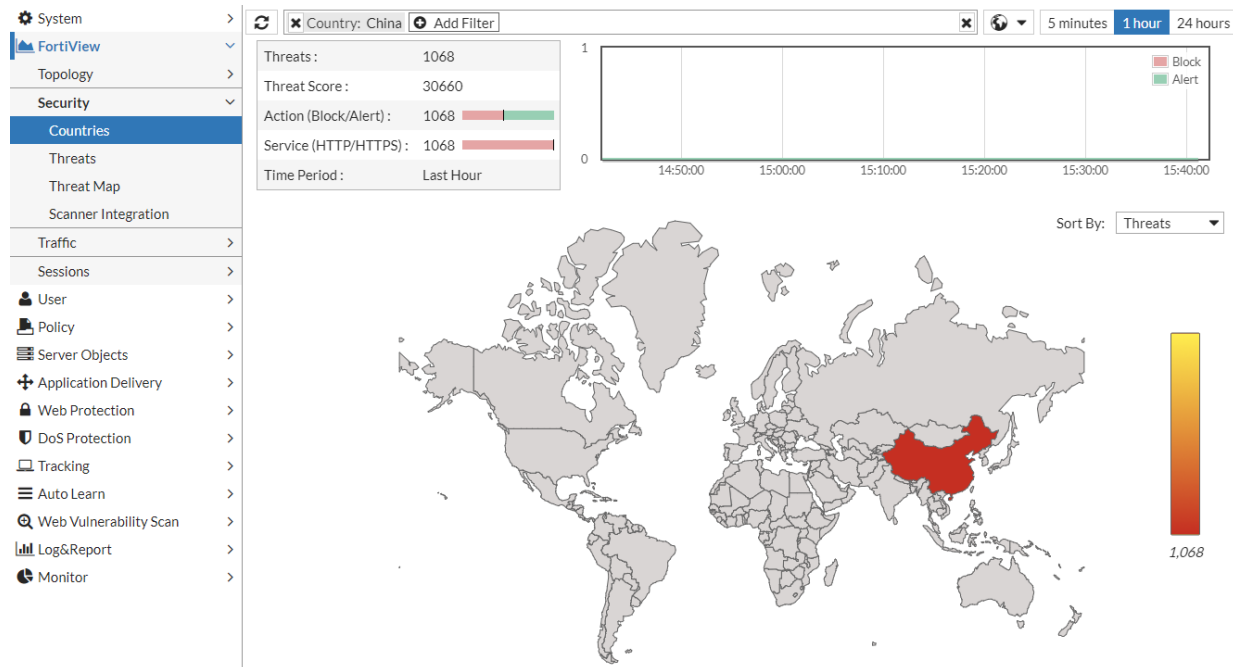 System
FortiView
Topology
Security
Countries
Threats
Threat Map
Scanner Integration
Traffic
Sessions
User
Policy
Server Objects
Application Delivery
Web Protection
DoS Protection
Tracking
Auto Learn
Web Vulnerability Scan
Log&Report
Monitor
Country: China Add Filter
5 minutes 1 hour 24 hours
Threats : 1068
Threat Score : 30660
Action (Block/Alert) : 1068
Service (HTTP/HTTPS) : 1068
Time Period : Last Hour
1
Block
Alert
0
14:50:00 15:00:00 15:10:00 15:20:00 15:30:00 15:40:00
Sort By: Threats
1,068